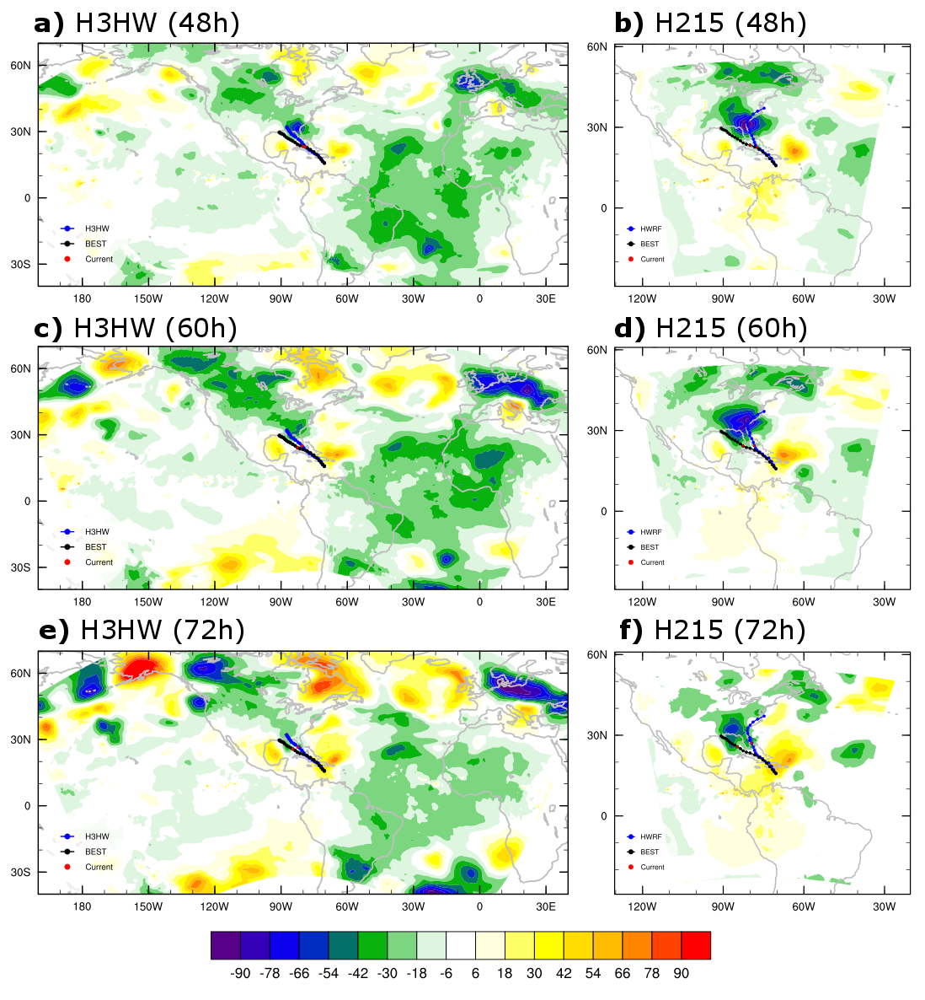 a) H3HW (48h)
60N
30N
0
30S
180 150W 120W 90W 60W 30W 0 30E
H3HW
BEST
Current
b) H215 (48h)
60N
30N
0
120W 90W 60W 30W
HWRF
BEST
Current
c) H3HW (60h)
60N
30N
0
30S
180 150W 120W 90W 60W 30W 0 30E
H3HW
BEST
Current
d) H215 (60h)
60N
30N
0
120W 90W 60W 30W
HWRF
BEST
Current
e) H3HW (72h)
60N
30N
0
30S
180 150W 120W 90W 60W 30W 0 30E
H3HW
BEST
Current
f) H215 (72h)
60N
30N
0
120W 90W 60W 30W
HWRF
BEST
Current
-90 -78 -66 -54 -42 -30 -18 -6 6 18 30 42 54 66 78 90